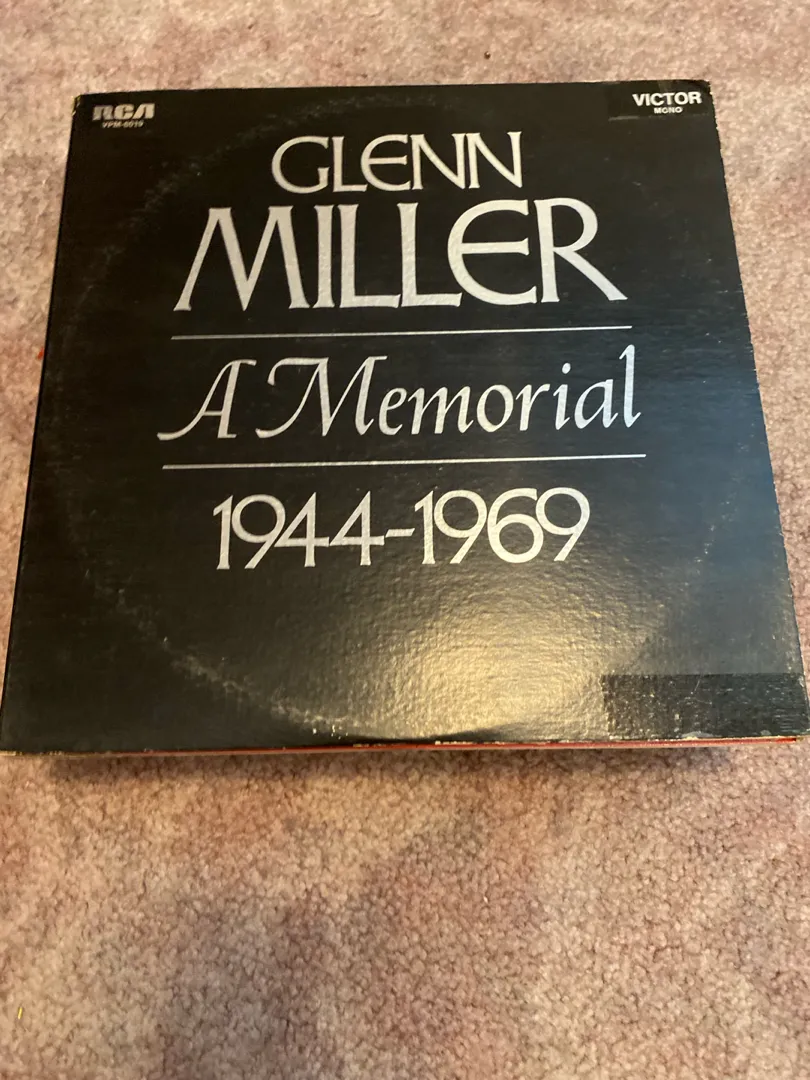 RCA
VPM-6019
VICTOR
MONO
GLENN
MILLER
A Memorial
1944-1969